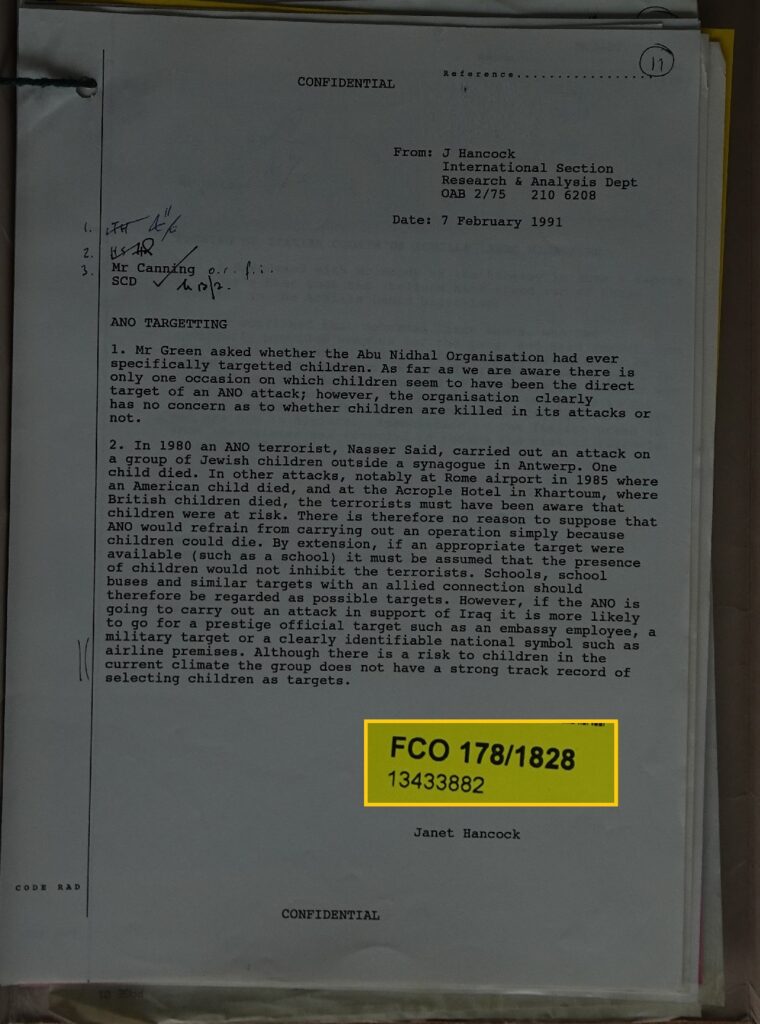 11
Reference................
CONFIDENTIAL
From: J Hancock
International Section
Research & Analysis Dept
OAB 2/75 210 6208
Date: 7 February 1991
1.
2.
3. Mr Canning
SCD
ANO TARGETTING
1. Mr Green asked whether the Abu Nidhal Organisation had ever
specifically targetted children. As far as we are aware there is
only one occasion on which children seem to have been the direct
target of an ANO attack; however, the organisation clearly
has no concern as to whether children are killed in its attacks or
not.
2. In 1980 an ANO terrorist, Nasser Said, carried out an attack on
a group of Jewish children outside a synagogue in Antwerp. One
child died. In other attacks, notably at Rome airport in 1985 where
an American child died, and at the Acrople Hotel in Khartoum, where
British children died, the terrorists must have been aware that
children were at risk. There is therefore no reason to suppose that
ANO would refrain from carrying out an operation simply because
children could die. By extension, if an appropriate target were
available (such as a school) it must be assumed that the presence
of children would not inhibit the terrorists. Schools, school
buses and similar targets with an allied connection should
therefore be regarded as possible targets. However, if the ANO is
going to carry out an attack in support of Iraq it is more likely
to go for a prestige official target such as an embassy employee, a
military target or a clearly identifiable national symbol such as
airline premises. Although there is a risk to children in the
current climate the group does not have a strong track record of
selecting children as targets.
FCO 178/1828
13433882
Janet Hancock
CODE RAD
CONFIDENTIAL